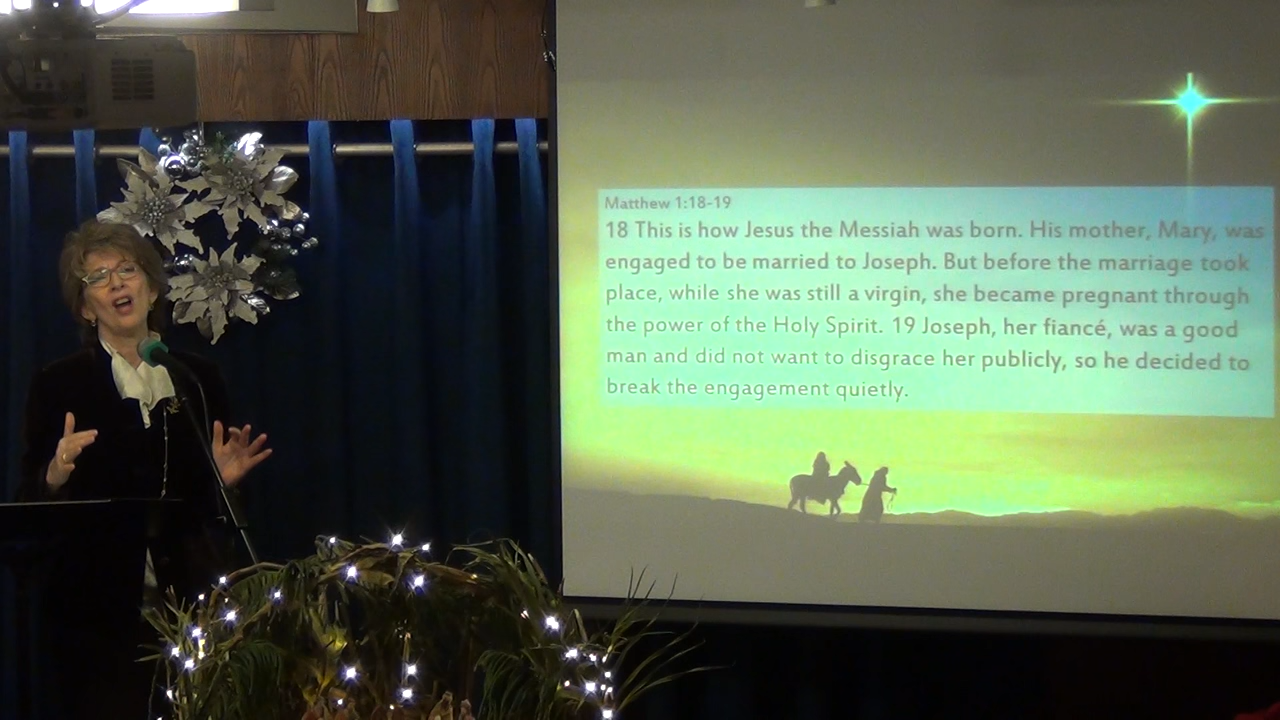 Matthew 1:18-19
18 This is how Jesus the Messiah was born. His mother, Mary, was
engaged to be married to Joseph. But before the marriage took
place, while she was still a virgin, she became pregnant through
the power of the Holy Spirit. 19 Joseph, her fiancé, was a good
man and did not want to disgrace her publicly, so he decided to
break the engagement quietly.